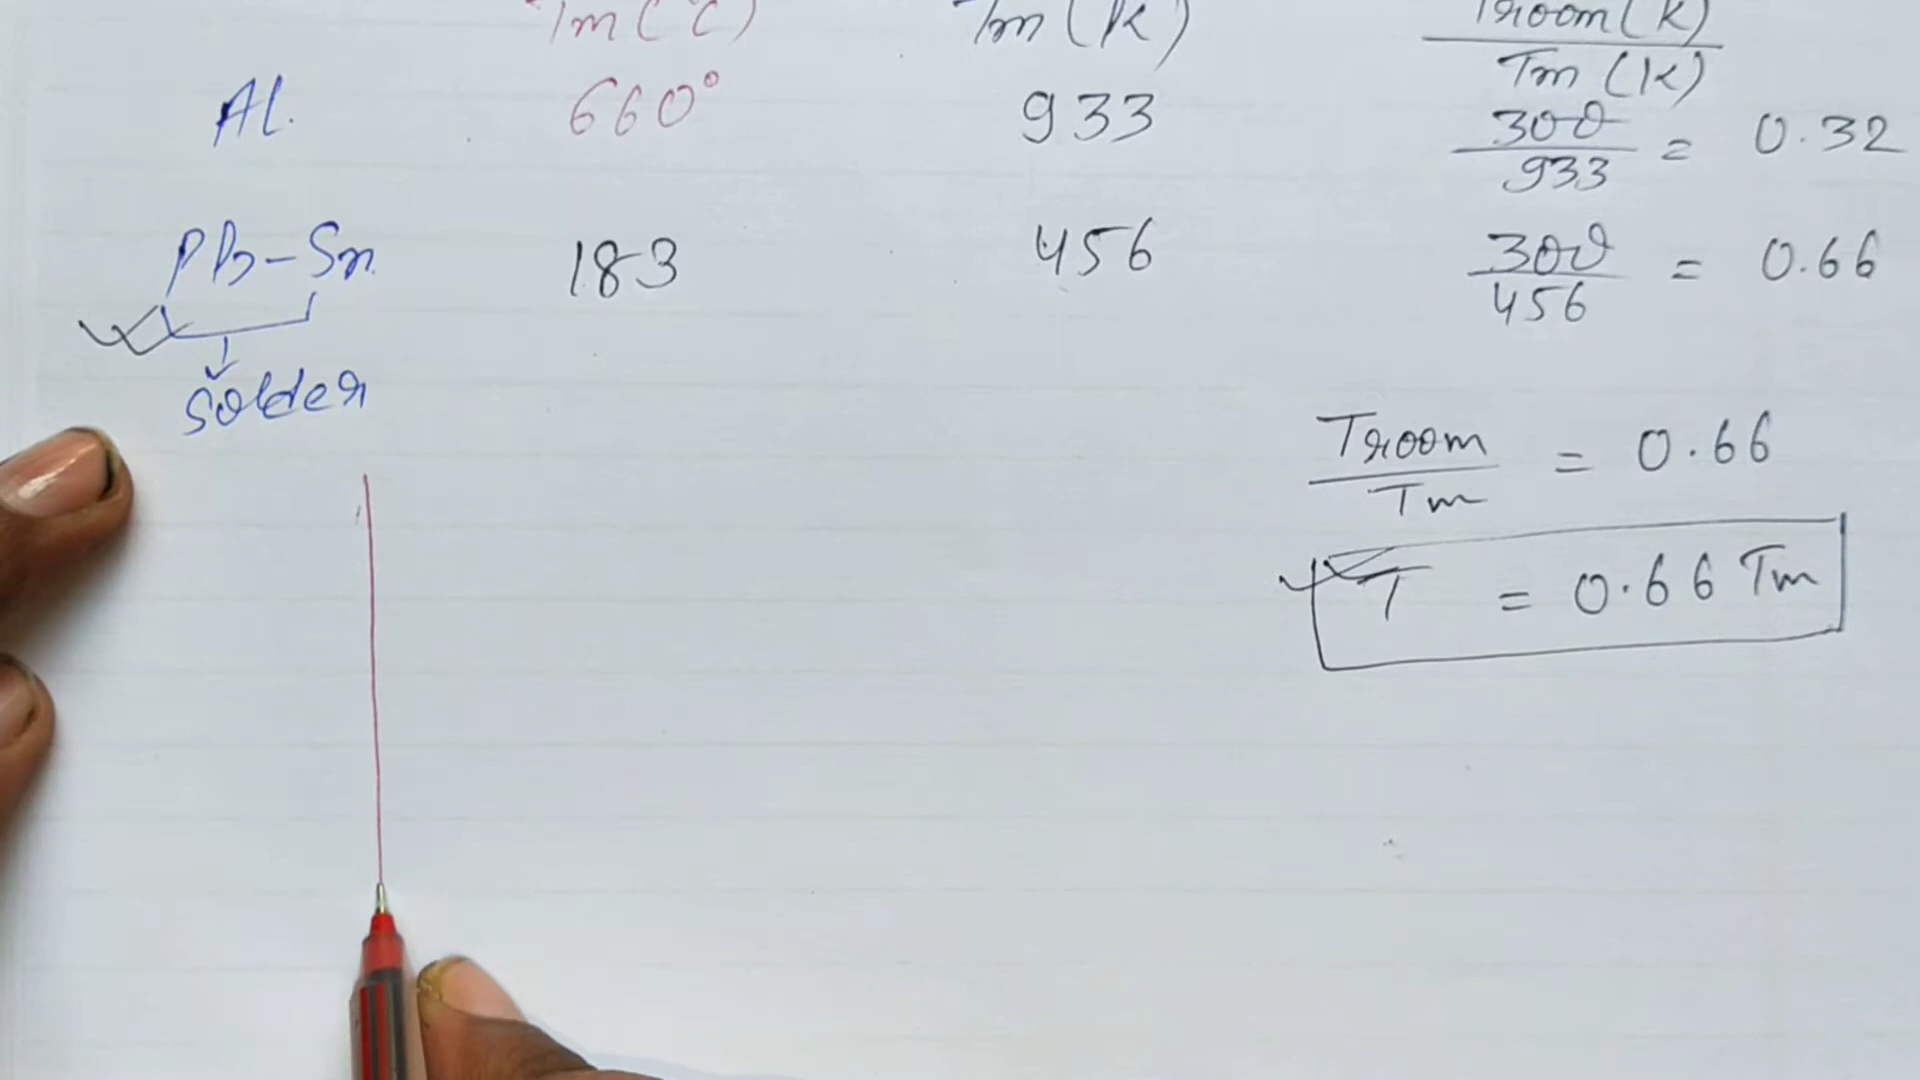 Tm (°C) Tm (K) Troom (K) / Tm (K)
Al. 660° 933 300 / 933 = 0.32
PB-Sn 183 456 300 / 456 = 0.66
Solder
Troom / Tm = 0.66
T = 0.66 Tm